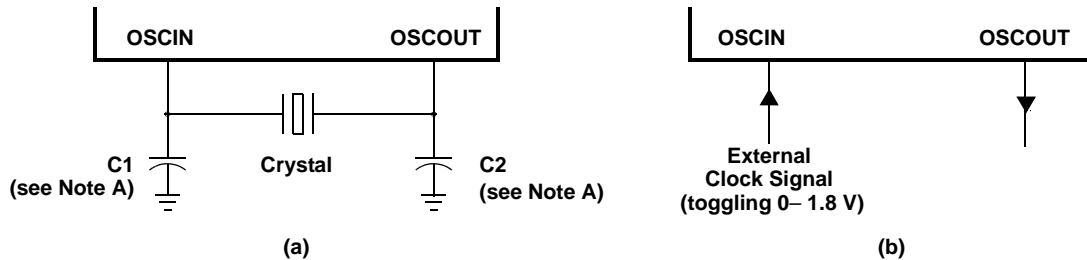 OSCIN OSCOUT
C1
(see Note A)
Crystal
C2
(see Note A)
(a)
OSCIN OSCOUT
External
Clock Signal
(toggling 0– 1.8 V)
(b)